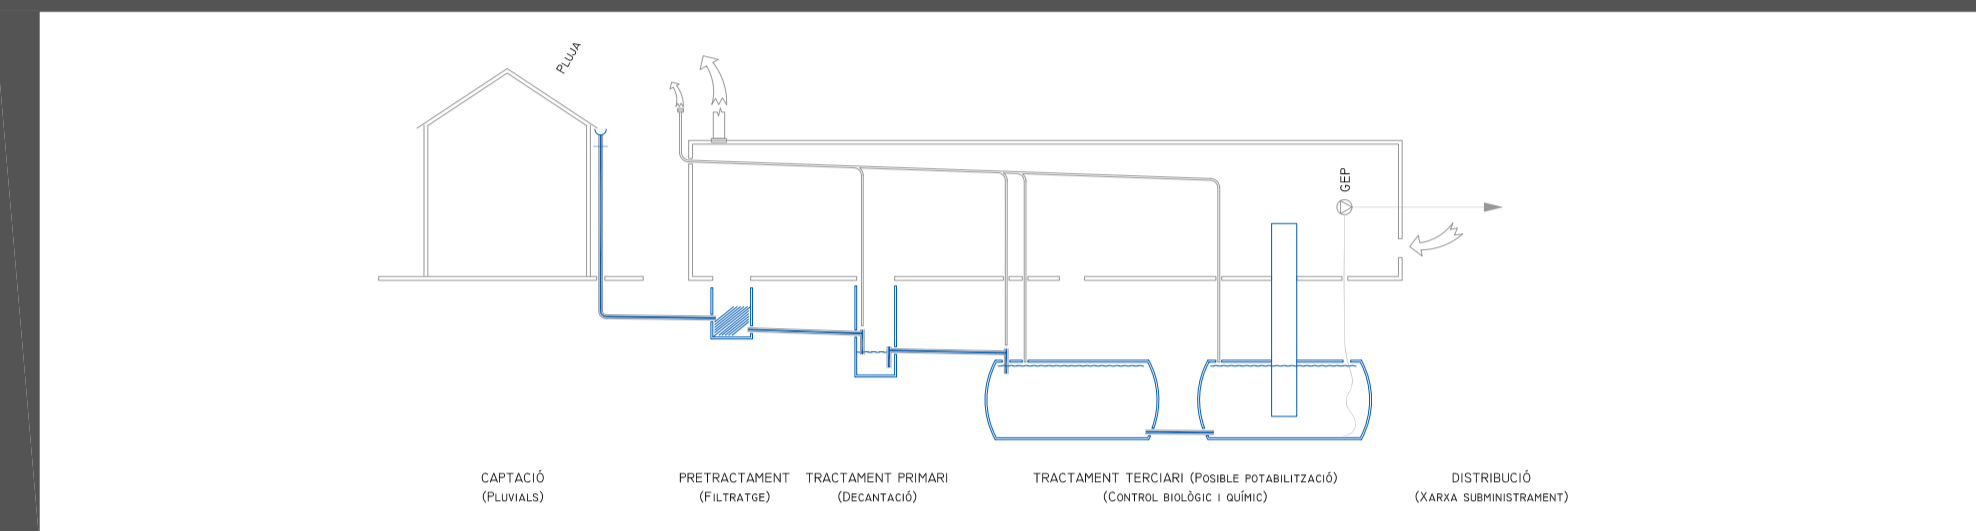 Pluja
GEP
CAPTACIÓ
(Pluvials)
PRETRACTAMENT
(Filtratge)
TRACTAMENT PRIMARI
(Decantació)
TRACTAMENT TERCIARI (Posible potabilització)
(Control biològic i químic)
DISTRIBUCIÓ
(Xarxa subministrament)